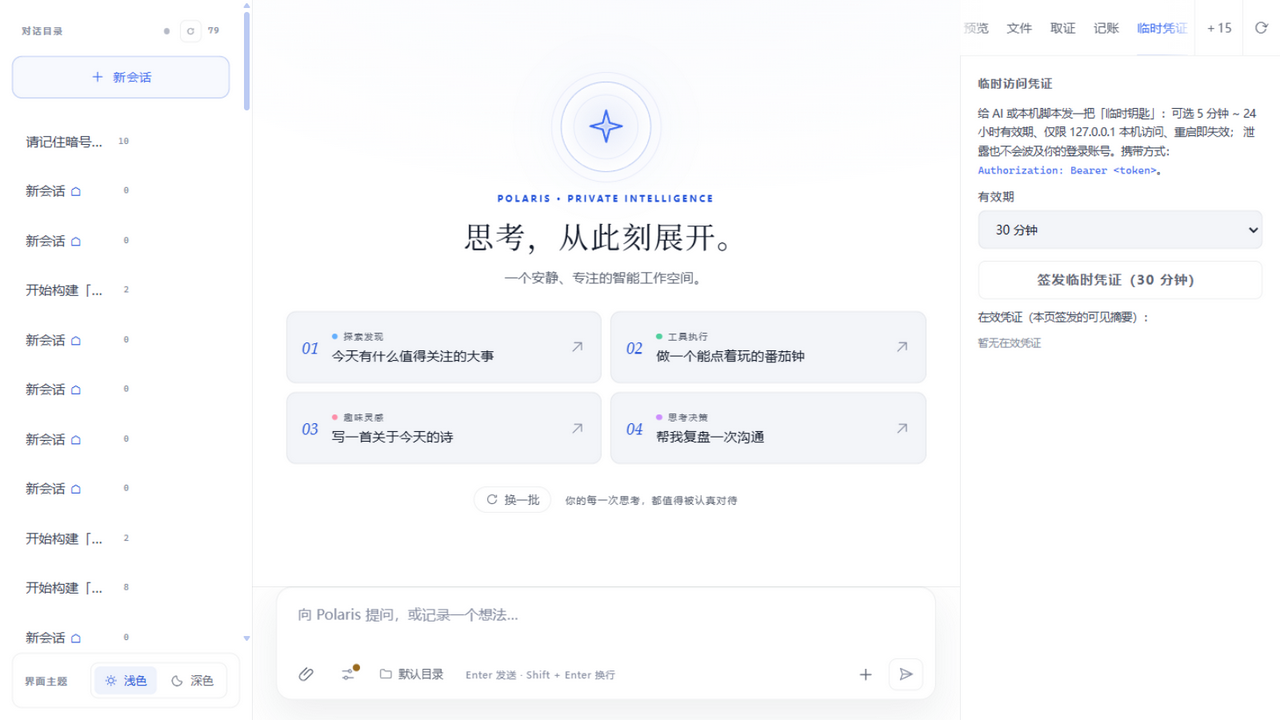 对话目录
79
新会话
请记住暗号... 10
新会话 0
新会话 0
开始构建「... 2
新会话 0
新会话 0
新会话 0
新会话 0
开始构建「... 2
开始构建「... 8
新会话 0
界面主题
浅色
深色
POLARIS • PRIVATE INTELLIGENCE
思考，从此刻展开。
一个安静、专注的智能工作空间。
01
探索发现
今天有什么值得关注的大事
02
工具执行
做一个能点着玩的番茄钟
03
趣味灵感
写一首关于今天的诗
04
思考决策
帮我复盘一次沟通
换一批
你的每一次思考，都值得被认真对待
向 Polaris 提问，或记录一个想法...
默认目录
Enter 发送 · Shift + Enter 换行
预览 文件 取证 记账 临时凭证 +15
临时访问凭证
给 AI 或本机脚本发一把「临时钥匙」：可选 5 分钟 ~ 24
小时有效期、仅限 127.0.0.1 本机访问、重启即失效； 泄
露也不会波及你的登录账号。携带方式：
Authorization: Bearer <token>。
有效期
30 分钟
签发临时凭证（30 分钟）
在效凭证（本页签发的可见摘要）：
暂无在效凭证